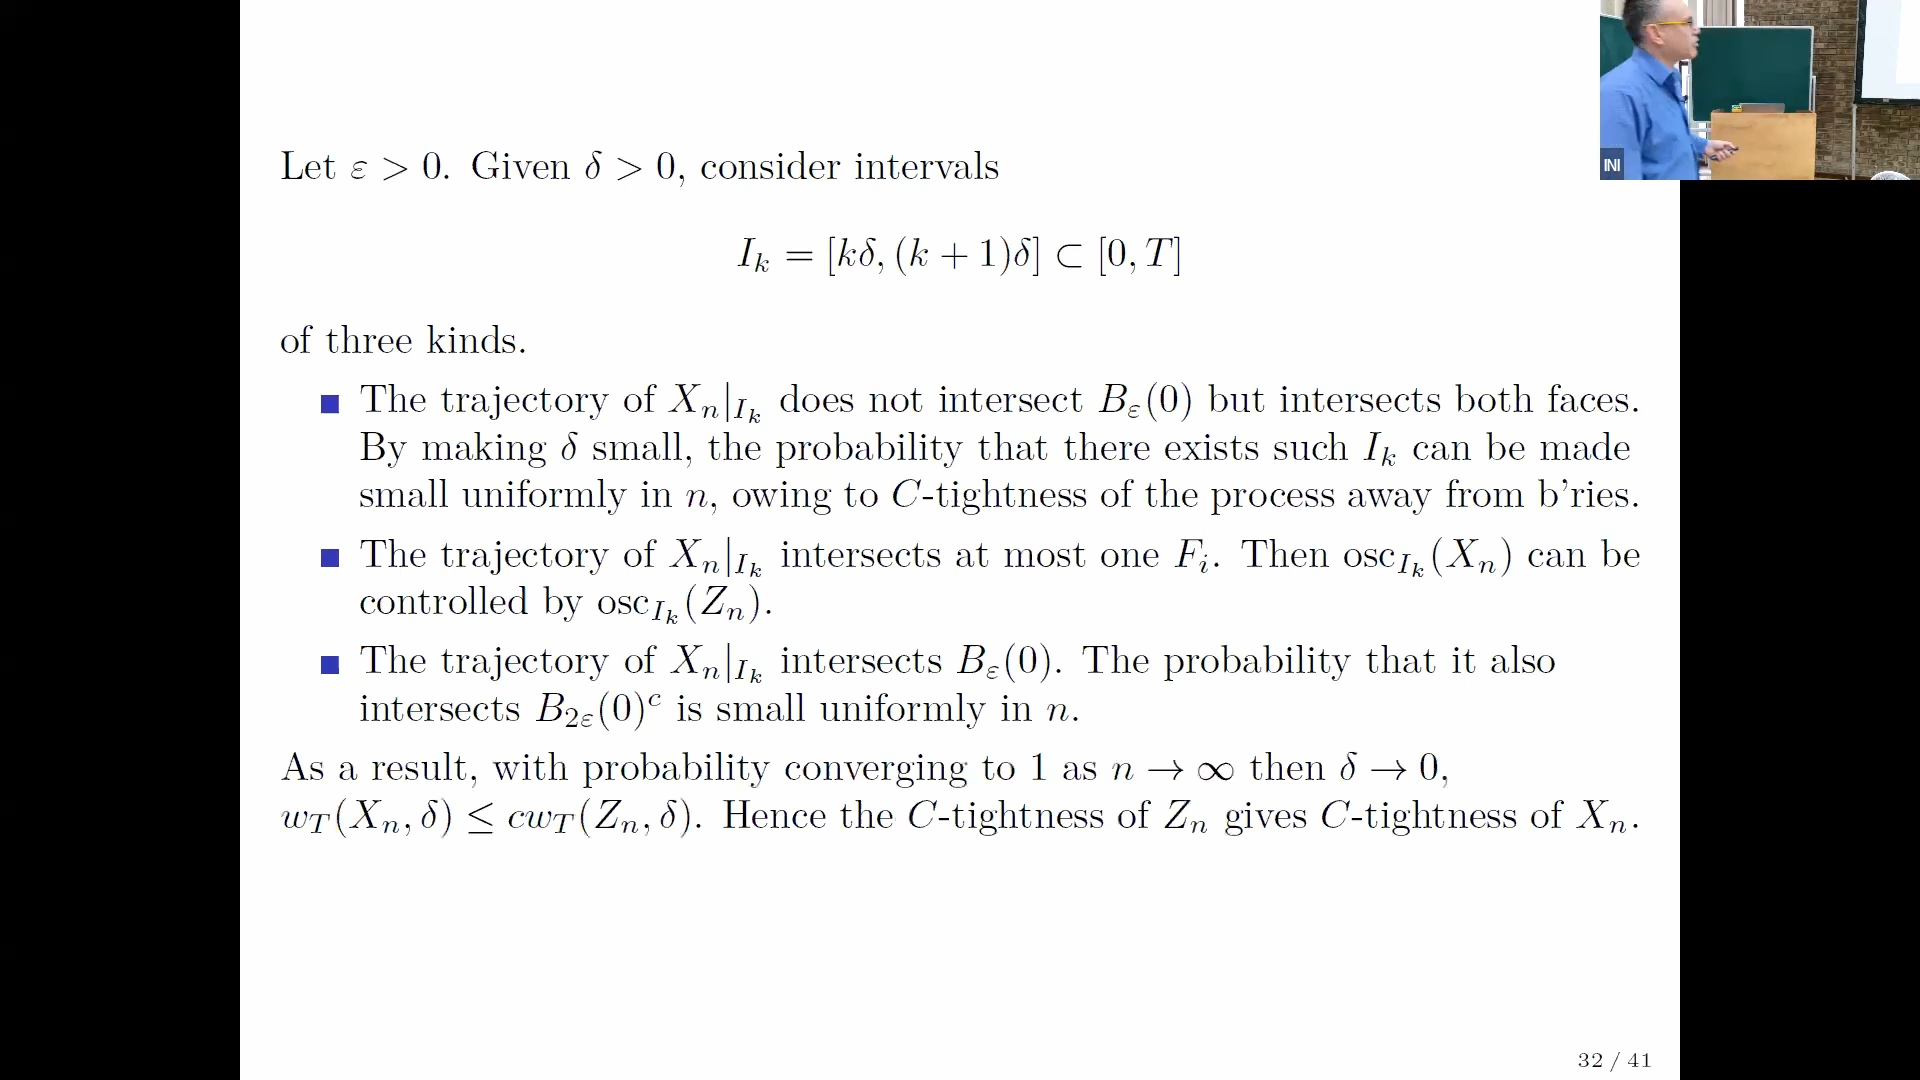 INI
Let ε > 0. Given δ > 0, consider intervals
I_k = [kδ, (k + 1)δ] ⊂ [0, T]
of three kinds.
The trajectory of X_n|_{I_k} does not intersect B_ε(0) but intersects both faces.
By making δ small, the probability that there exists such I_k can be made
small uniformly in n, owing to C-tightness of the process away from b'ries.
The trajectory of X_n|_{I_k} intersects at most one F_i. Then osc_{I_k}(X_n) can be
controlled by osc_{I_k}(Z_n).
The trajectory of X_n|_{I_k} intersects B_ε(0). The probability that it also
intersects B_{2ε}(0)^c is small uniformly in n.
As a result, with probability converging to 1 as n → ∞ then δ → 0,
w_T(X_n, δ) ≤ cw_T(Z_n, δ). Hence the C-tightness of Z_n gives C-tightness of X_n.
32 / 41